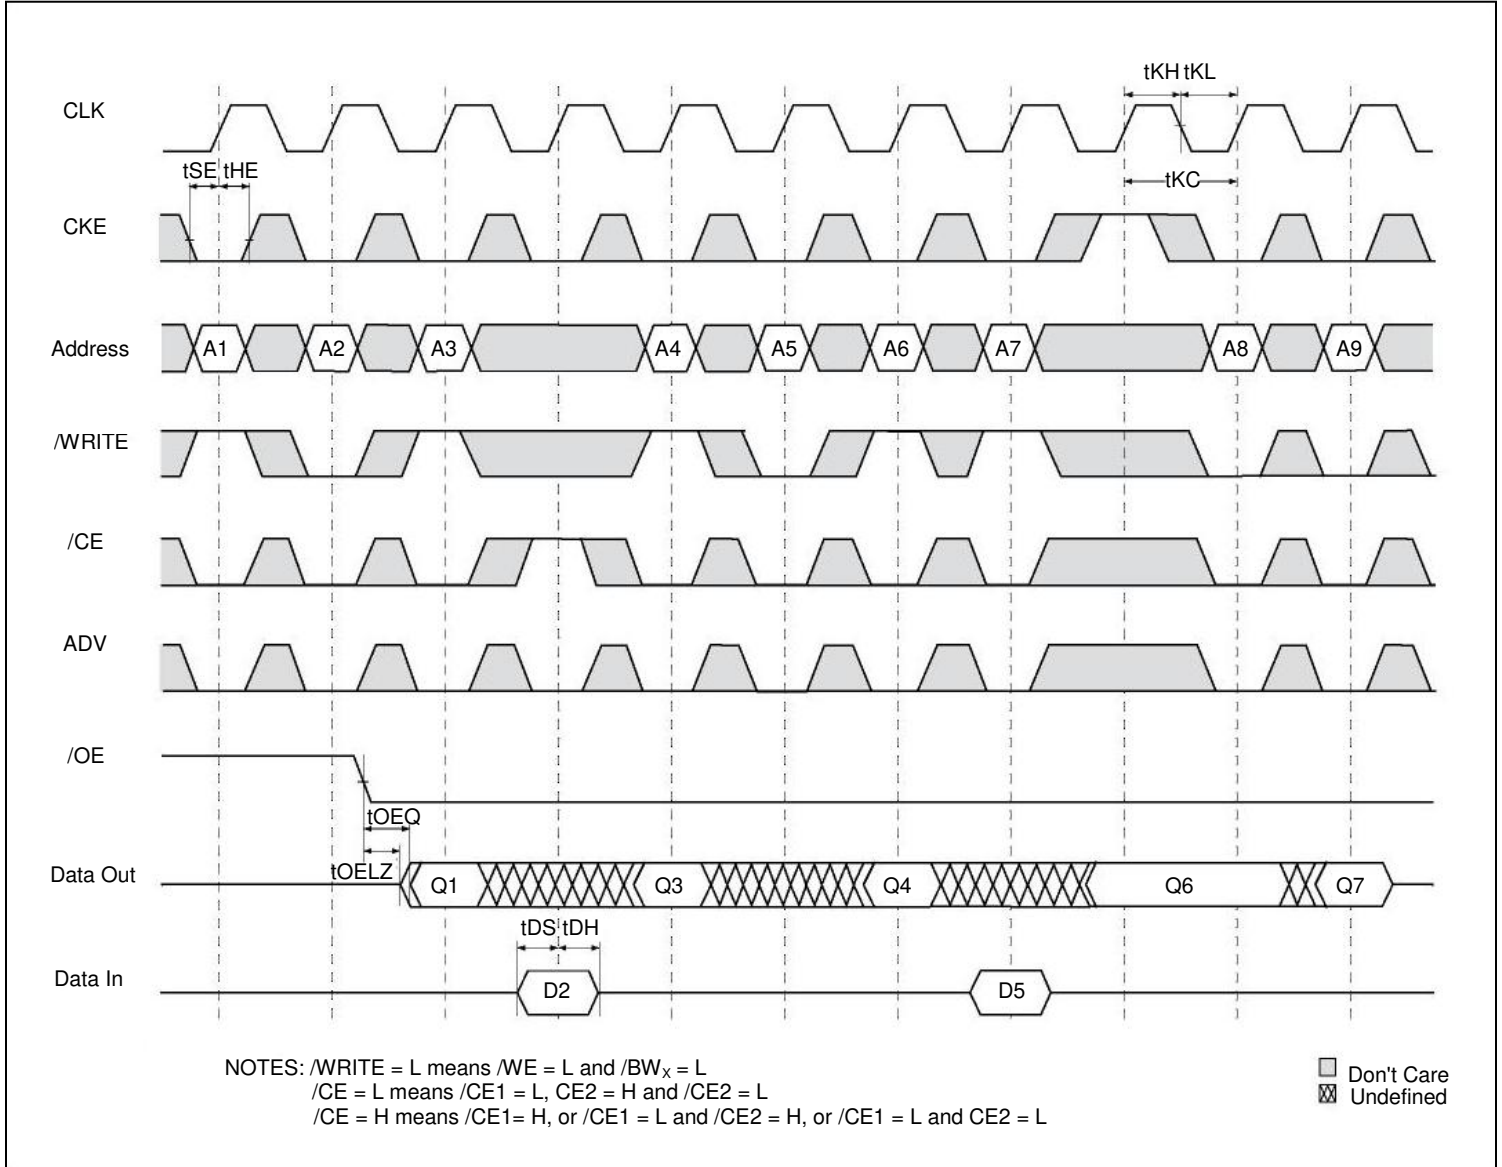 tKH tKL
CLK
tSE tHE
tKC
CKE
Address A1 A2 A3 A4 A5 A6 A7 A8 A9
/WRITE
/CE
ADV
/OE
tOEQ
tOELZ
Data Out Q1 Q3 Q4 Q6 Q7
tDS tDH
Data In D2 D5
NOTES: /WRITE = L means /WE = L and /BWX = L
/CE = L means /CE1 = L, CE2 = H and /CE2 = L
/CE = H means /CE1= H, or /CE1 = L and /CE2 = H, or /CE1 = L and CE2 = L
Don't Care
Undefined